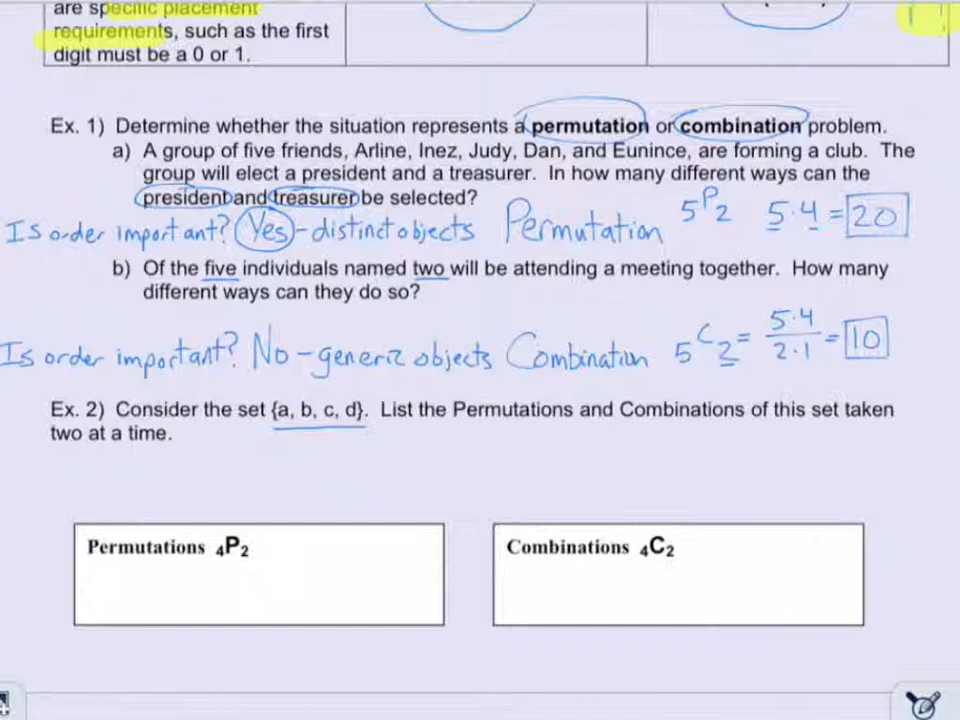 are specific placement
requirements, such as the first
digit must be a 0 or 1.
Ex. 1) Determine whether the situation represents a permutation or combination problem.
a) A group of five friends, Arline, Inez, Judy, Dan, and Eunince, are forming a club. The
group will elect a president and a treasurer. In how many different ways can the
president and treasurer be selected?
Is order important? Yes - distinct objects Permutation 5P2 5·4 = 20
b) Of the five individuals named two will be attending a meeting together. How many
different ways can they do so?
Is order important? No - generic objects Combination 5C2 = 5·4/2·1 = 10
Ex. 2) Consider the set {a, b, c, d}. List the Permutations and Combinations of this set taken
two at a time.
Permutations 4P2
Combinations 4C2